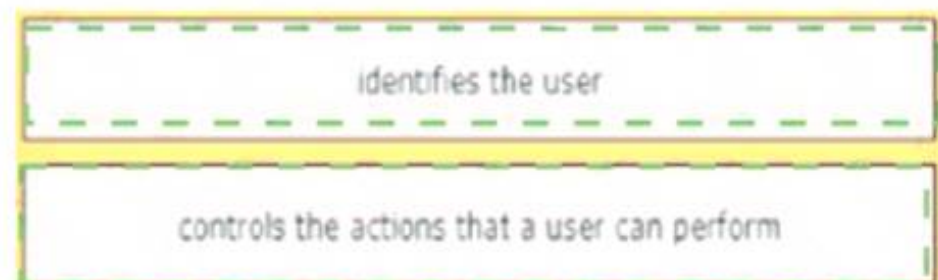 identifies the user
controls the actions that a user can perform